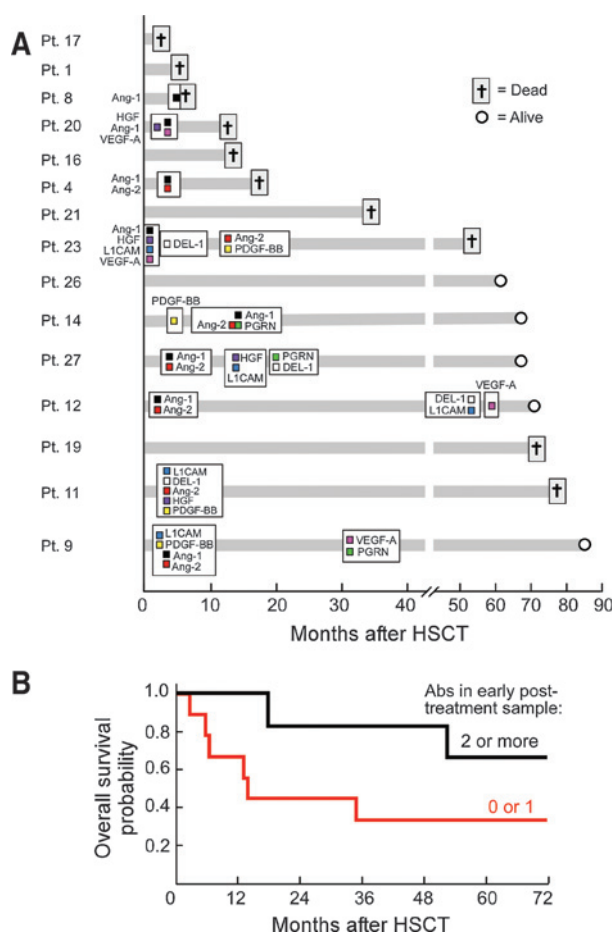 A
Pt. 17
† = Dead
○ = Alive
Pt. 1
Pt. 8
Ang-1
Pt. 20
HGF
Ang-1
VEGF-A
Pt. 16
Pt. 4
Ang-1
Ang-2
Pt. 21
Pt. 23
Ang-1
HGF
L1CAM
VEGF-A
DEL-1
Ang-2
PDGF-BB
Pt. 26
Pt. 14
PDGF-BB
Ang-1
Ang-2 PGRN
Pt. 27
Ang-1
Ang-2
HGF
L1CAM
PGRN
DEL-1
Pt. 12
Ang-1
Ang-2
DEL-1
L1CAM
VEGF-A
Pt. 19
Pt. 11
L1CAM
DEL-1
Ang-2
HGF
PDGF-BB
Pt. 9
L1CAM
PDGF-BB
Ang-1
Ang-2
VEGF-A
PGRN
0 10 20 30 40 50 60 70 80 90
Months after HSCT
B
Overall survival
probability
1.0
0.8
0.6
0.4
0.2
Abs in early post-
treatment sample:
2 or more
0 or 1
0 12 24 36 48 60 72
Months after HSCT